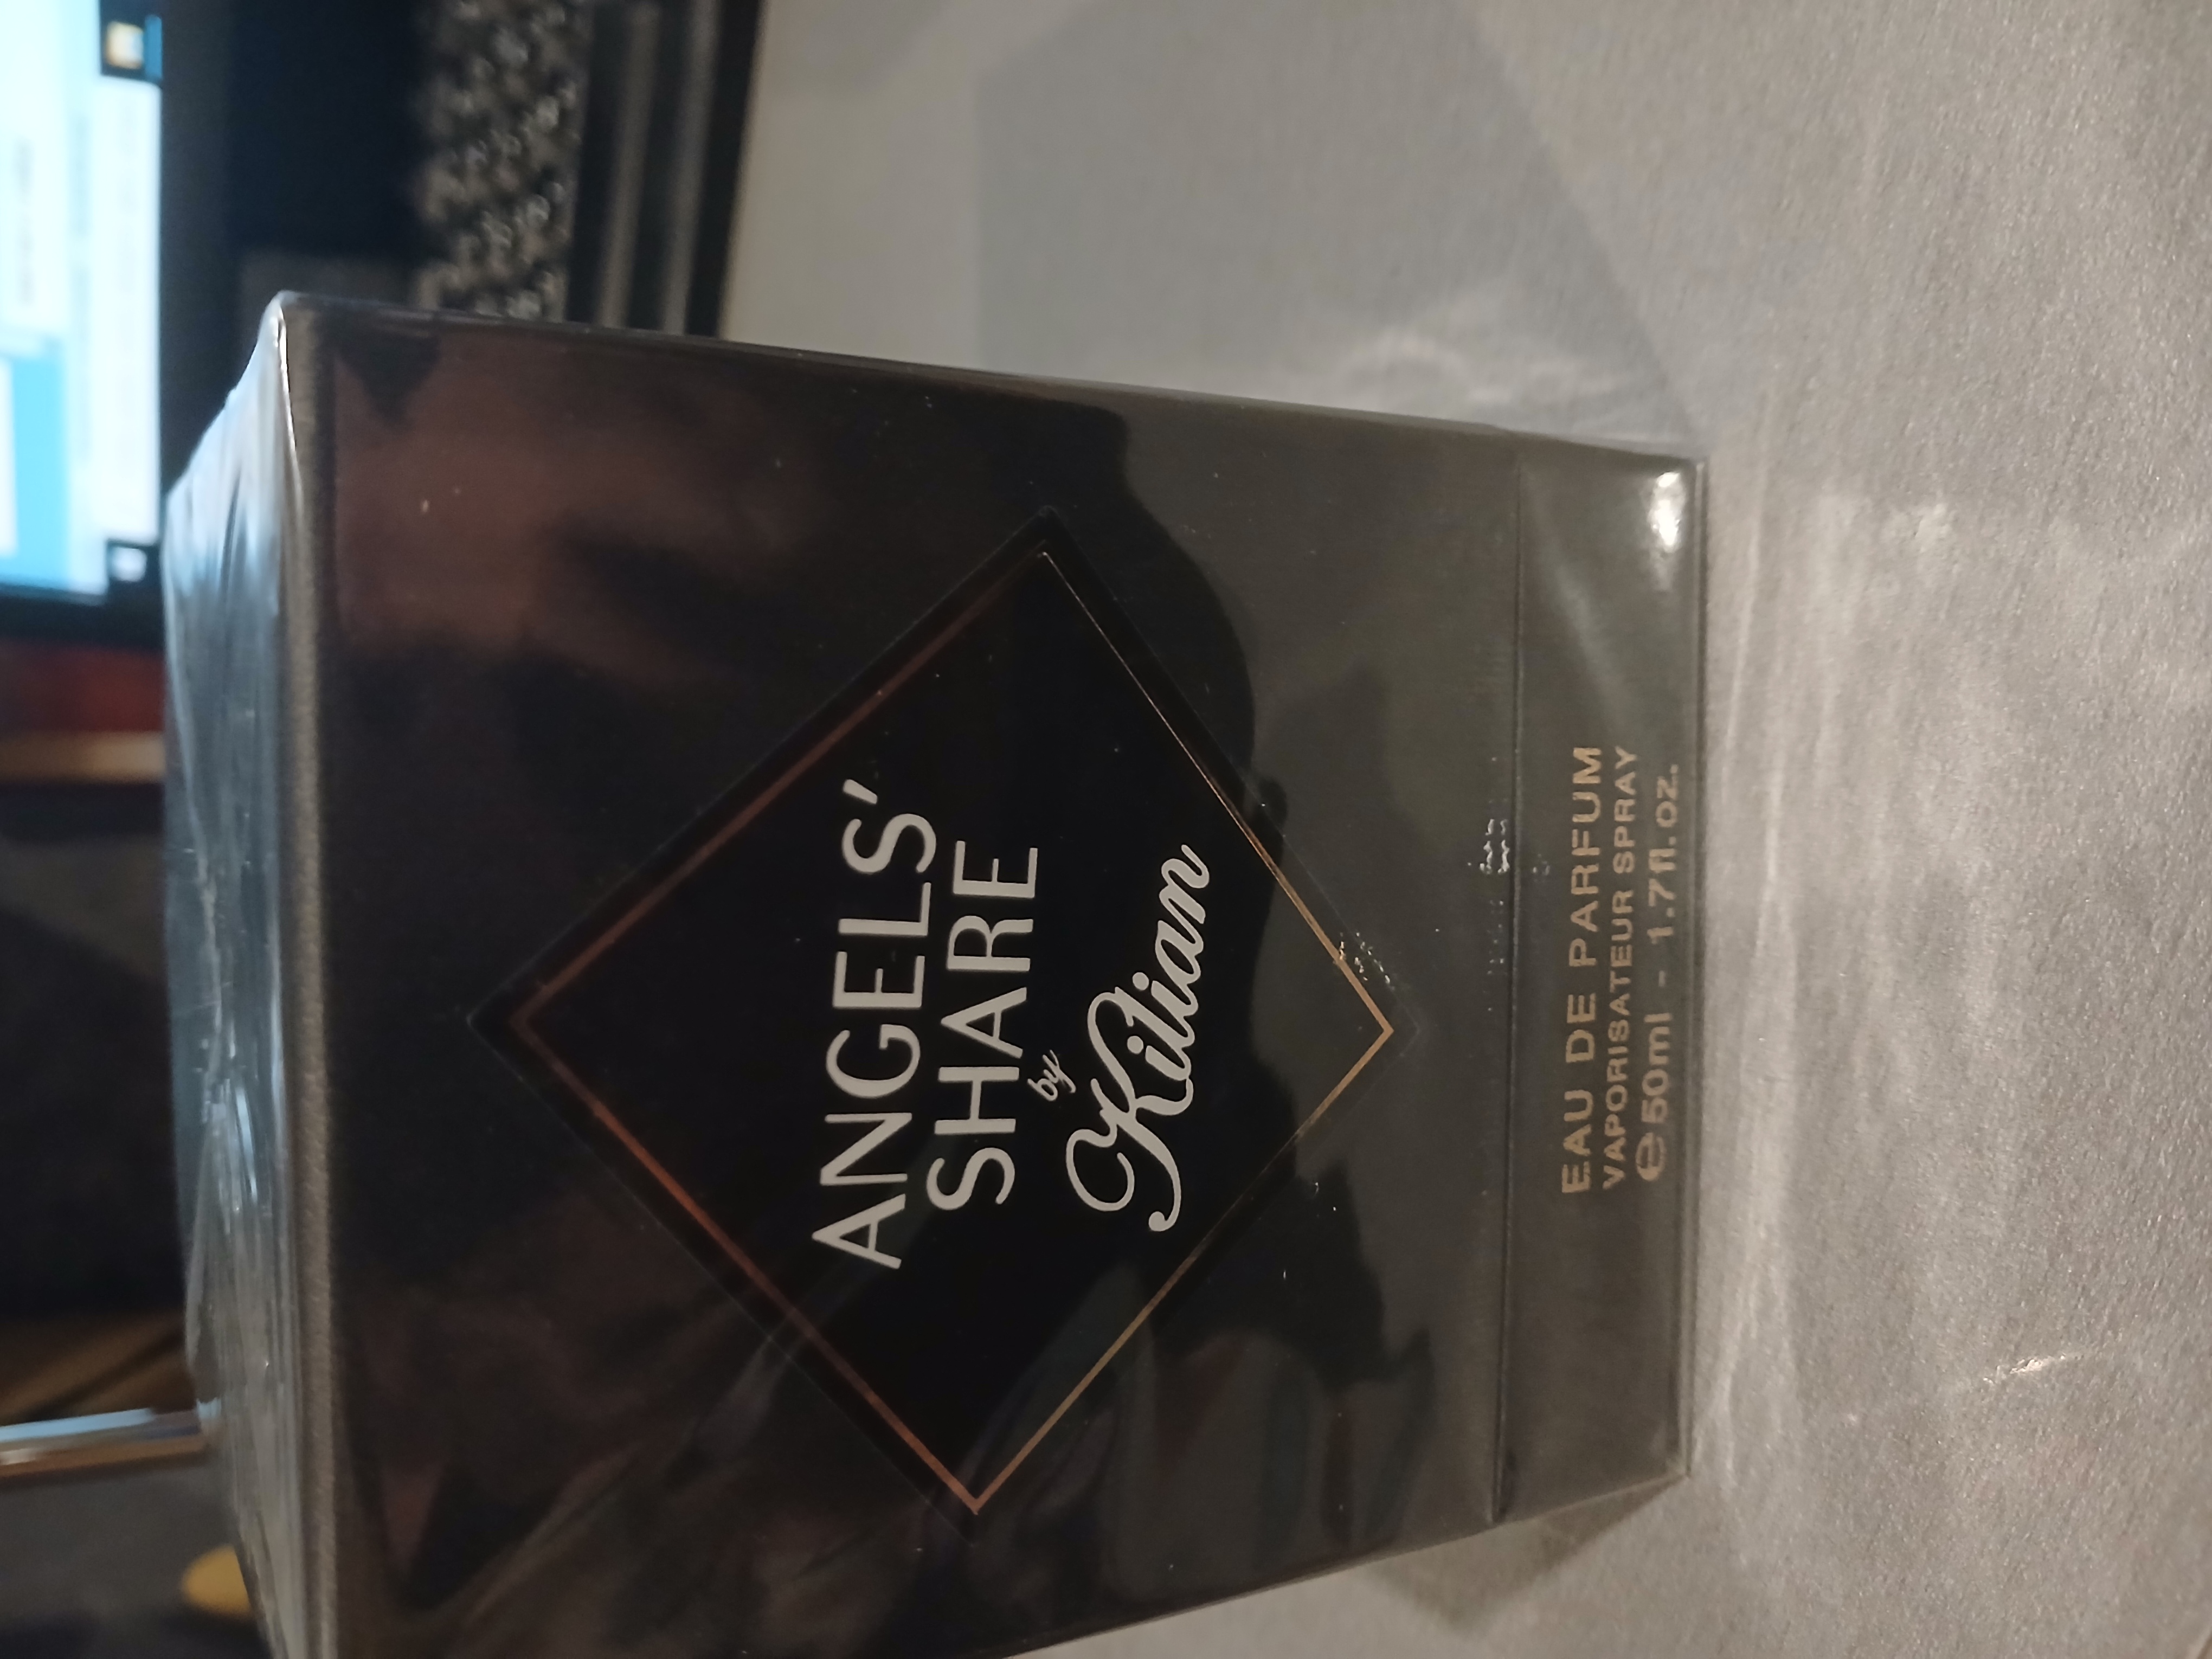 ANGELS'
SHARE
by
Kilian
EAU DE PARFUM
VAPORISATEUR SPRAY
℮50ml - 1.7fl.oz.